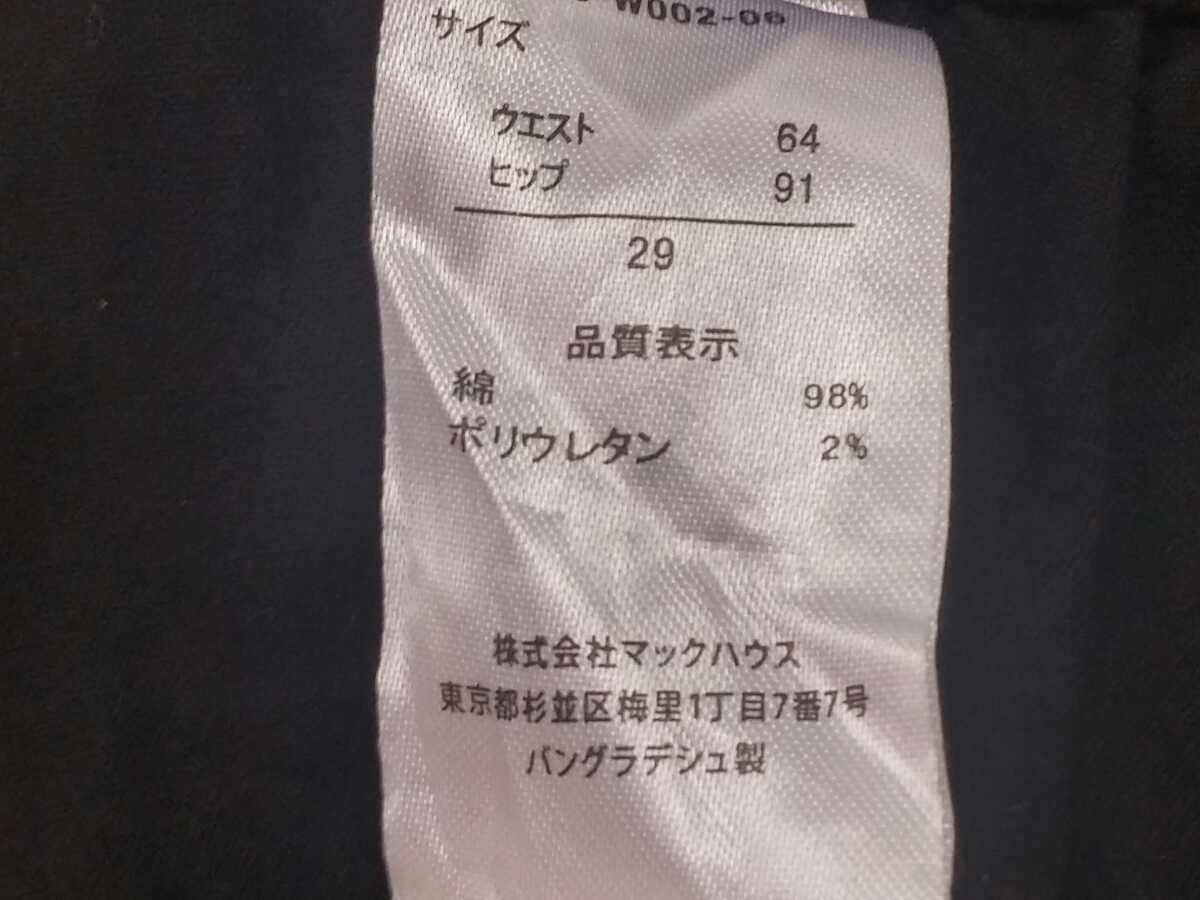 W002-
サイズ
ウエスト 64
ヒップ 91
29
品質表示
綿 98%
ポリウレタン 2%
株式会社マックハウス
東京都杉並区梅里1丁目7番7号
バングラデシュ製